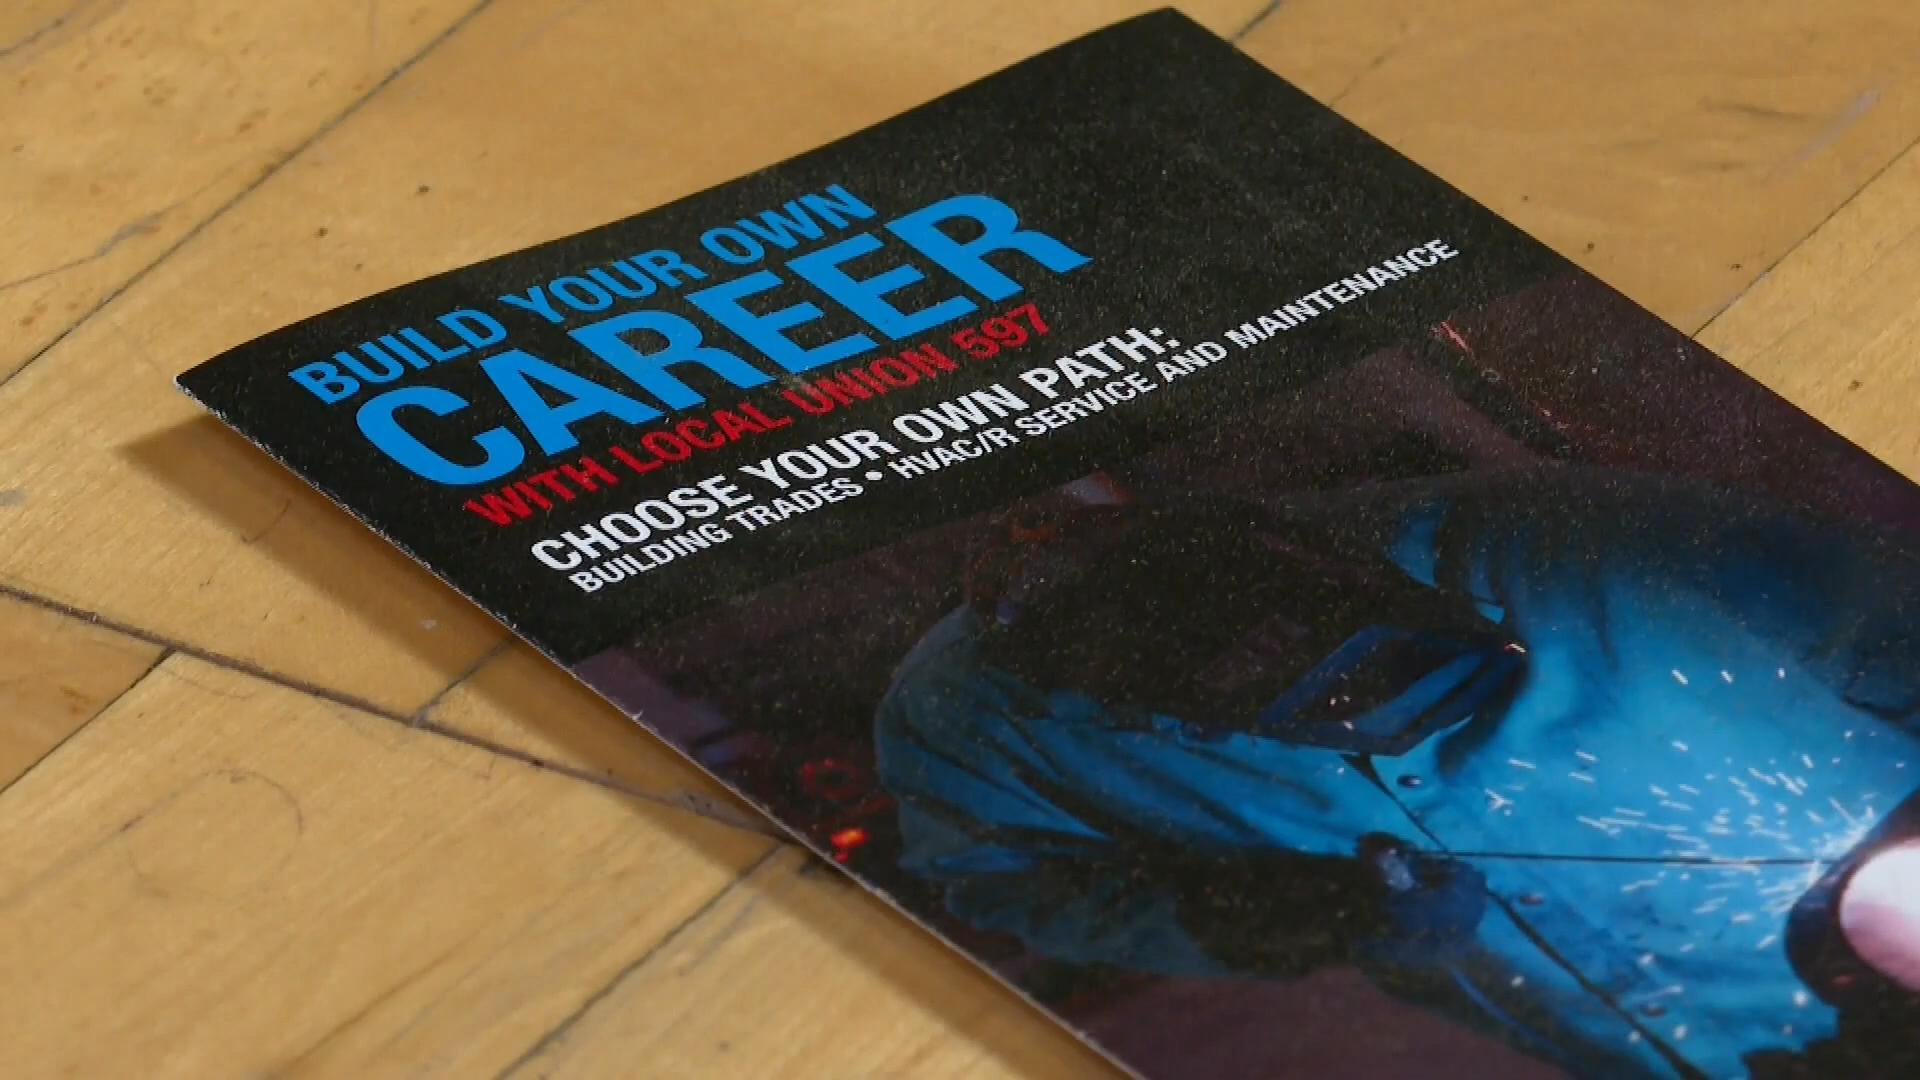 BUILD YOUR OWN
CAREER
WITH LOCAL UNION 597
CHOOSE YOUR OWN PATH:
BUILDING TRADES • HVAC/R SERVICE AND MAINTENANCE